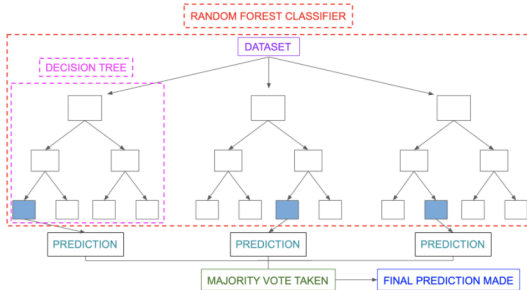 RANDOM FOREST CLASSIFIER
DATASET
DECISION TREE
PREDICTION
PREDICTION
PREDICTION
MAJORITY VOTE TAKEN
FINAL PREDICTION MADE